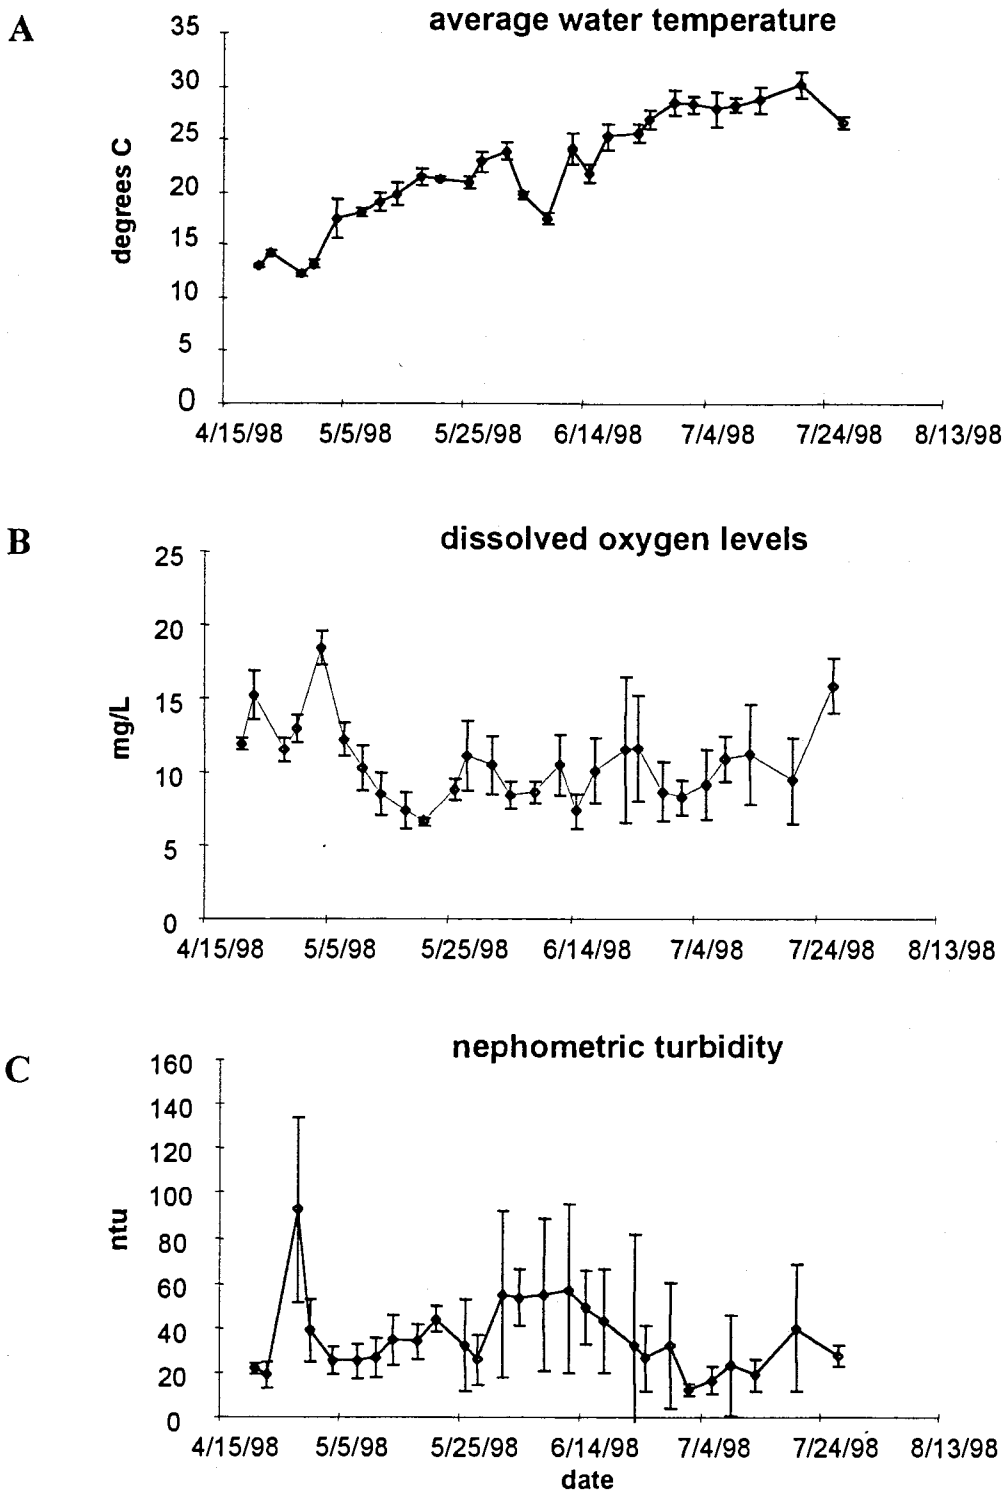 A
average water temperature
35
30
25
20
15
10
5
0
degrees C
4/15/98 5/5/98 5/25/98 6/14/98 7/4/98 7/24/98 8/13/98
B
dissolved oxygen levels
25
20
15
10
5
0
mg/L
4/15/98 5/5/98 5/25/98 6/14/98 7/4/98 7/24/98 8/13/98
C
nephometric turbidity
160
140
120
100
80
60
40
20
0
ntu
4/15/98 5/5/98 5/25/98 6/14/98 7/4/98 7/24/98 8/13/98
date